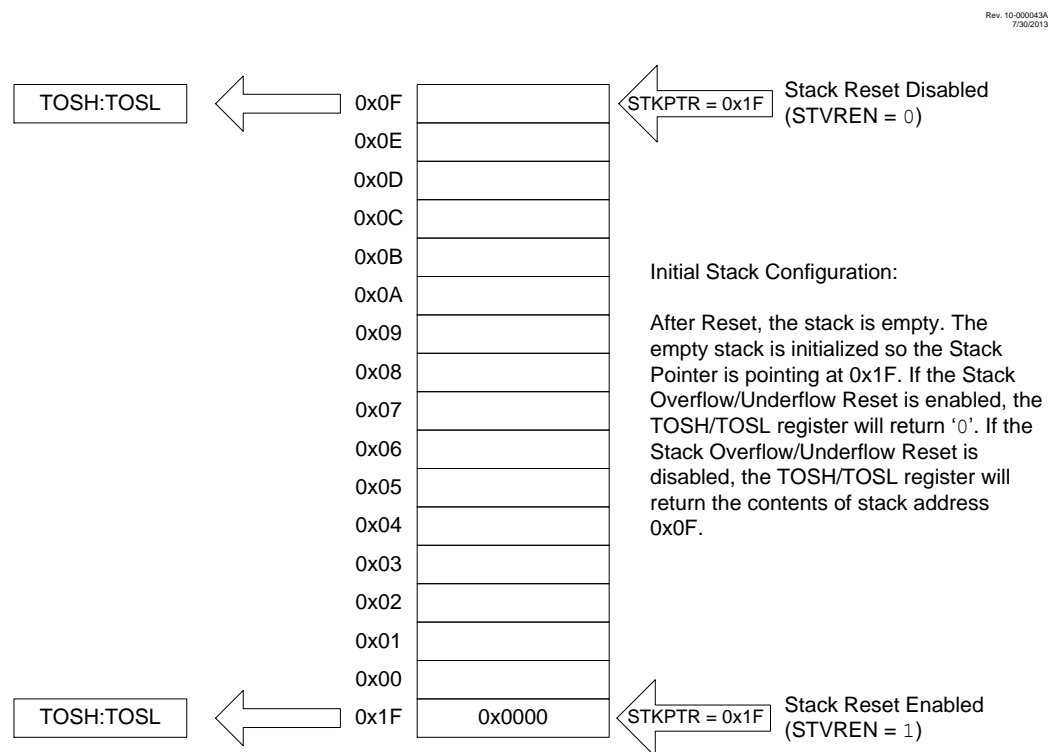 Rev. 10-000043A
7/30/2013
TOSH:TOSL
0x0F
STKPTR = 0x1F
Stack Reset Disabled
(STVREN = 0)
0x0E
0x0D
0x0C
0x0B
0x0A
0x09
0x08
0x07
0x06
0x05
0x04
0x03
0x02
0x01
0x00
Initial Stack Configuration:
After Reset, the stack is empty. The
empty stack is initialized so the Stack
Pointer is pointing at 0x1F. If the Stack
Overflow/Underflow Reset is enabled, the
TOSH/TOSL register will return ‘0’. If the
Stack Overflow/Underflow Reset is
disabled, the TOSH/TOSL register will
return the contents of stack address
0x0F.
TOSH:TOSL
0x1F
0x0000
STKPTR = 0x1F
Stack Reset Enabled
(STVREN = 1)